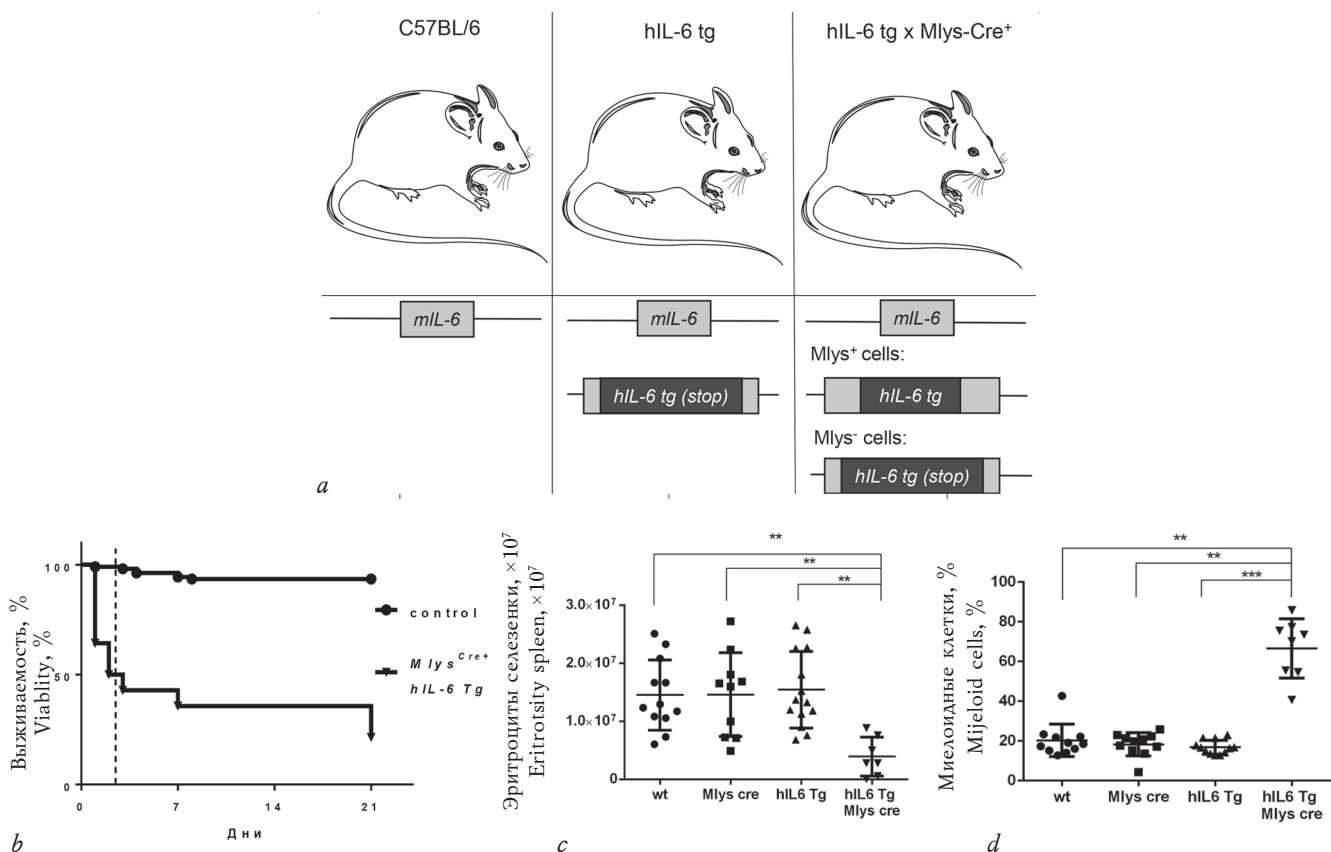 C57BL/6
hIL-6 tg
hIL-6 tg x Mlys-Cre⁺
mIL-6
mIL-6
mIL-6
Mlys⁺ cells:
hIL-6 tg (stop)
hIL-6 tg
Mlys⁻ cells:
hIL-6 tg (stop)
a
Выживаемость, %
Viablity, %
100
50
0
0
7
14
21
Дни
control
Mlys^Cre+
hIL-6 Tg
b
Эритроциты селезенки, ×10⁷
Eritrotsity spleen, ×10⁷
**
**
**
3.0×10⁷
2.0×10⁷
1.0×10⁷
0
wt
Mlys cre
hIL6 Tg
hIL6 Tg
Mlys cre
c
Миелоидные клетки, %
Mijeloid cells, %
**
**
***
100
80
60
40
20
0
wt
Mlys cre
hIL6 Tg
hIL6 Tg
Mlys cre
d